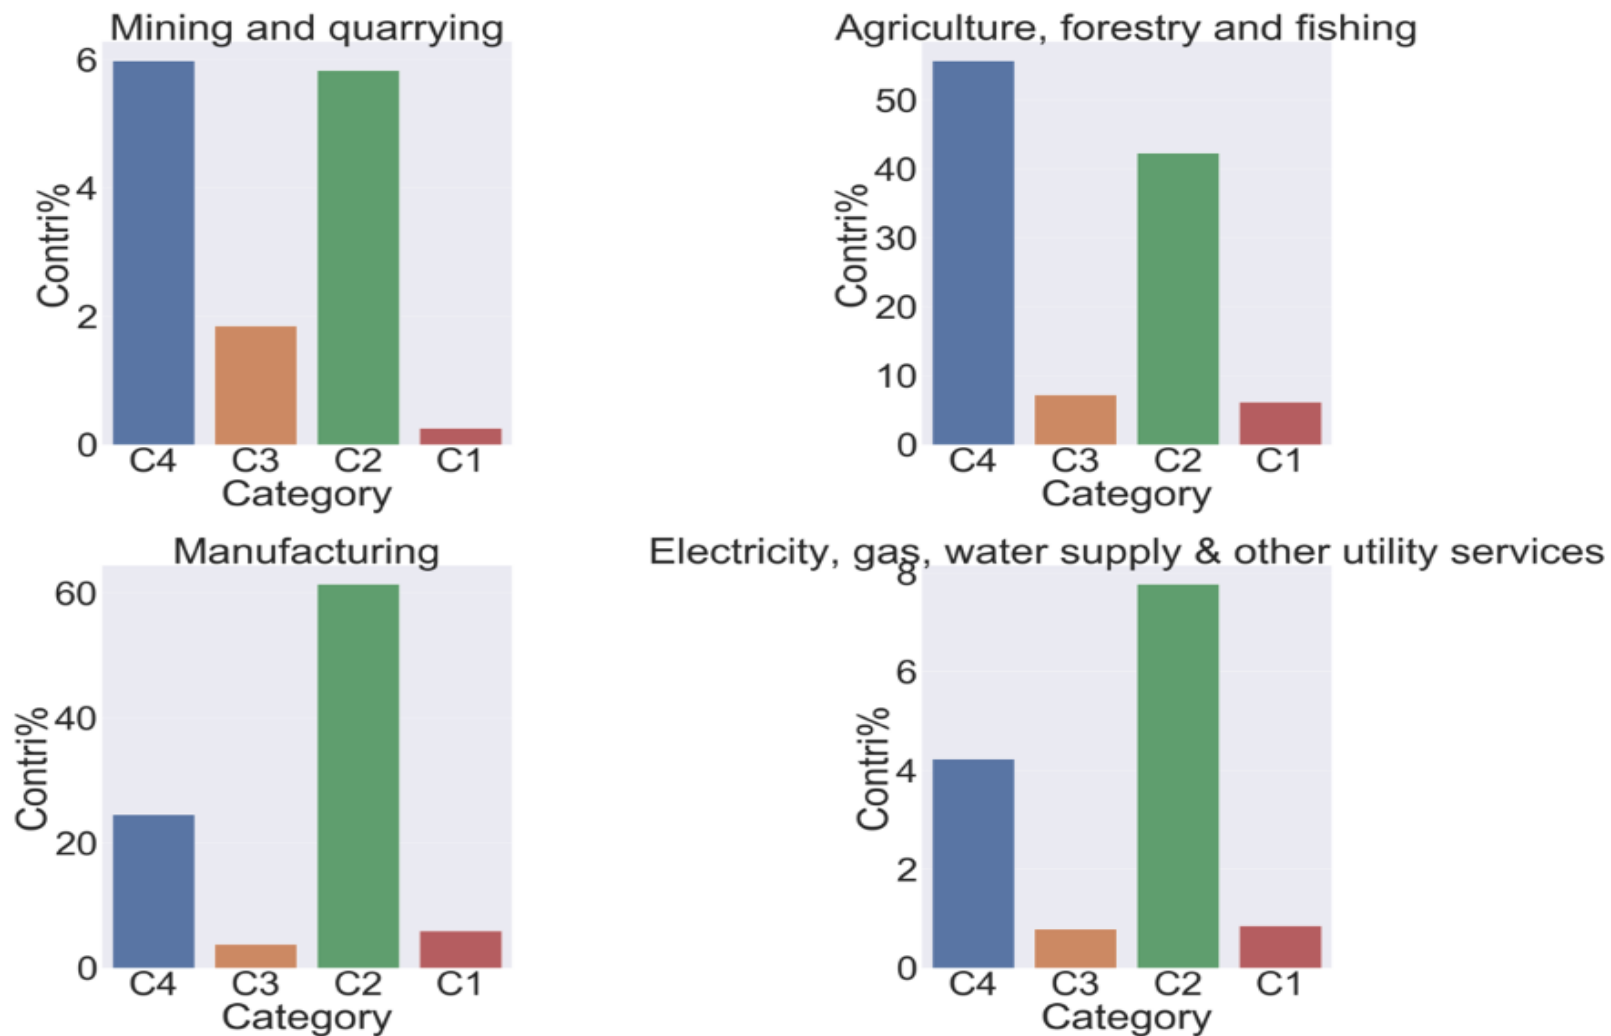 Mining and quarrying
6
4
2
0
Contri%
C4 C3 C2 C1
Category
Agriculture, forestry and fishing
50
40
30
20
10
0
Contri%
C4 C3 C2 C1
Category
Manufacturing
60
40
20
0
Contri%
C4 C3 C2 C1
Category
Electricity, gas, water supply & other utility services
8
6
4
2
0
Contri%
C4 C3 C2 C1
Category